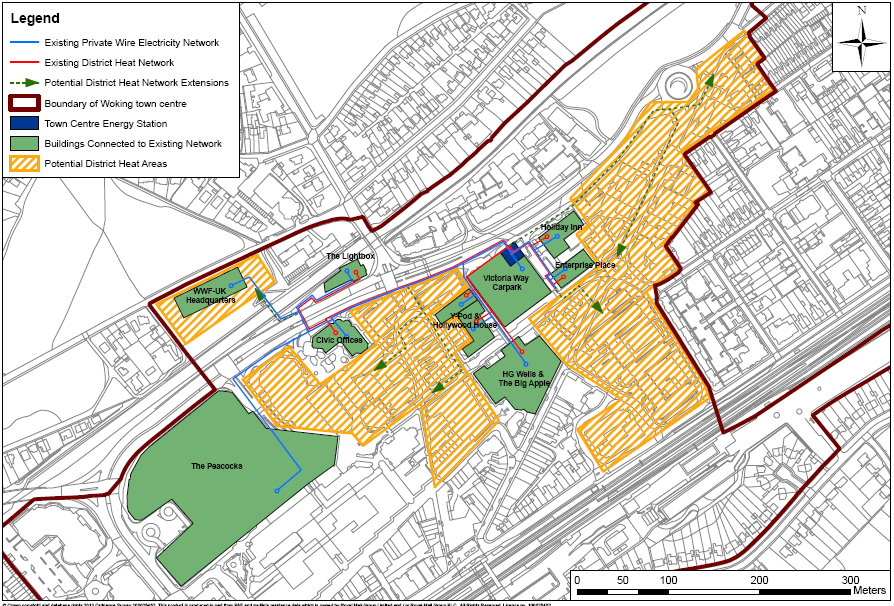 Legend
Existing Private Wire Electricity Network
Existing District Heat Network
Potential District Heat Network Extensions
Boundary of Woking town centre
Town Centre Energy Station
Buildings Connected to Existing Network
Potential District Heat Areas
N
Holiday Inn
The Lightbox
Enterprise Place
Victoria Way
Carpark
WWF-UK
Headquarters
Y-Pod &
Hollywood House
Civic Offices
HG Wells &
The Big Apple
The Peacocks
0 50 100 200 300
Meters